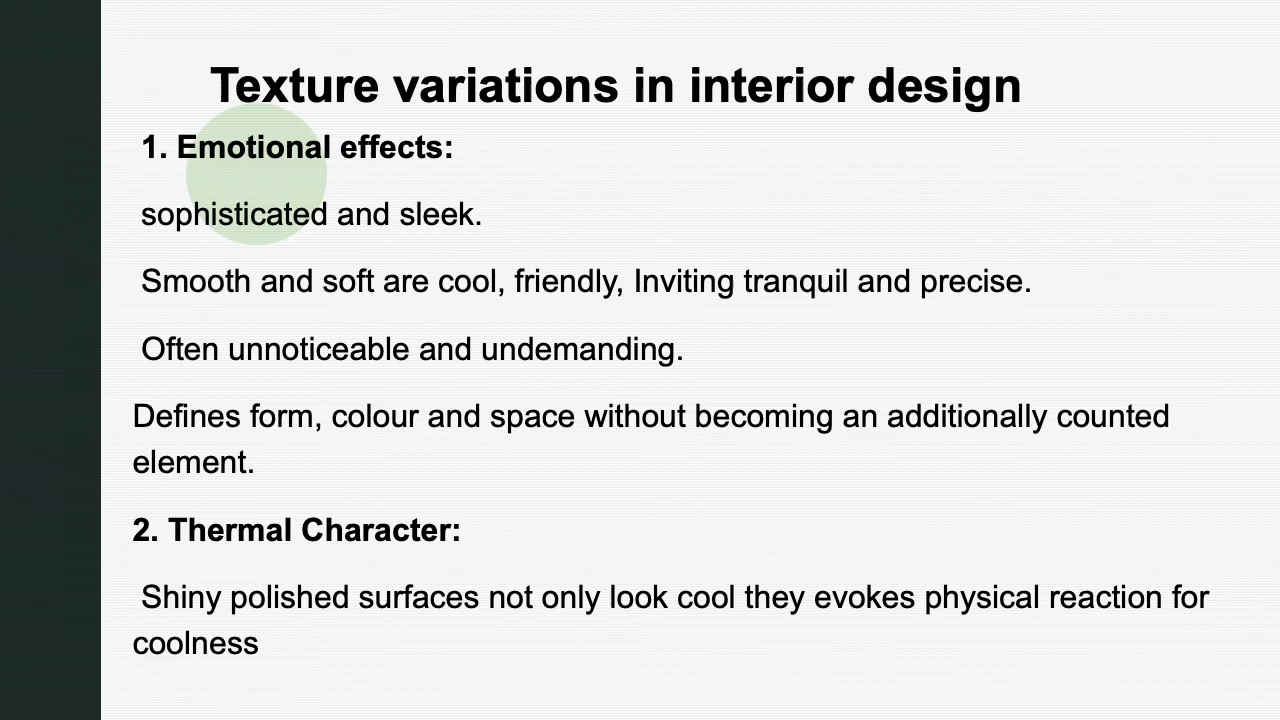 Texture variations in interior design
1. Emotional effects:
sophisticated and sleek.
Smooth and soft are cool, friendly, Inviting tranquil and precise.
Often unnoticeable and undemanding.
Defines form, colour and space without becoming an additionally counted
element.
2. Thermal Character:
Shiny polished surfaces not only look cool they evokes physical reaction for
coolness